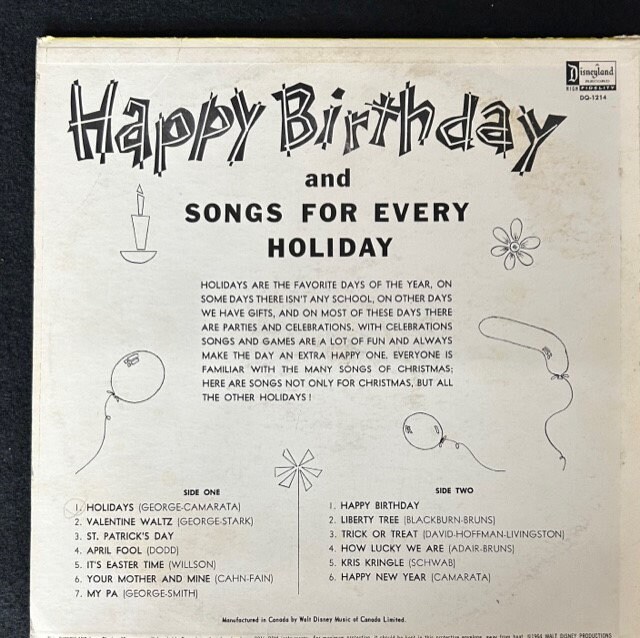 Disneyland
HIGH FIDELITY
DQ-1214
Happy Birthday
and
SONGS FOR EVERY
HOLIDAY
HOLIDAYS ARE THE FAVORITE DAYS OF THE YEAR, ON
SOME DAYS THERE ISN'T ANY SCHOOL, ON OTHER DAYS
WE HAVE GIFTS, AND ON MOST OF THESE DAYS THERE
ARE PARTIES AND CELEBRATIONS. WITH CELEBRATIONS
SONGS AND GAMES ARE A LOT OF FUN AND ALWAYS
MAKE THE DAY AN EXTRA HAPPY ONE. EVERYONE IS
FAMILIAR WITH THE MANY SONGS OF CHRISTMAS;
HERE ARE SONGS NOT ONLY FOR CHRISTMAS, BUT ALL
THE OTHER HOLIDAYS!
SIDE ONE
1. HOLIDAYS (GEORGE-CAMARATA)
2. VALENTINE WALTZ (GEORGE-STARK)
3. ST. PATRICK'S DAY
4. APRIL FOOL (DODD)
5. IT'S EASTER TIME (WILLSON)
6. YOUR MOTHER AND MINE (CAHN-FAIN)
7. MY PA (GEORGE-SMITH)
SIDE TWO
1. HAPPY BIRTHDAY
2. LIBERTY TREE (BLACKBURN-BRUNS)
3. TRICK OR TREAT (DAVID-HOFFMAN-LIVINGSTON)
4. HOW LUCKY WE ARE (ADAIR-BRUNS)
5. KRIS KRINGLE (SCHWAB)
6. HAPPY NEW YEAR (CAMARATA)
Manufactured in Canada by Walt Disney Music of Canada Limited.
WALT DISNEY PRODUCTIONS